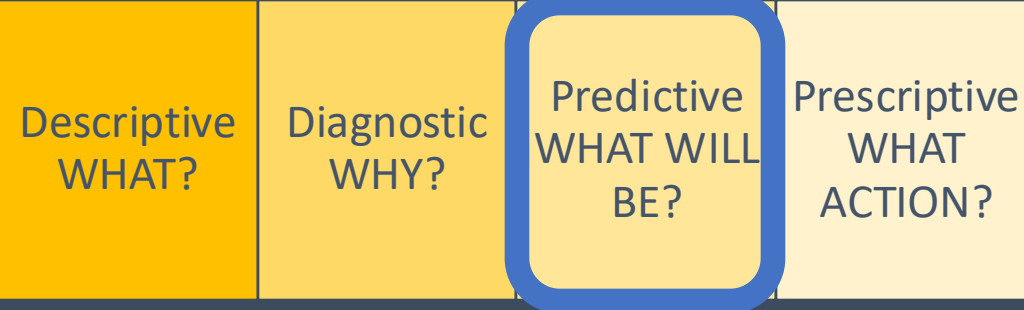 Descriptive
WHAT?
Diagnostic
WHY?
Predictive
WHAT WILL
BE?
Prescriptive
WHAT
ACTION?